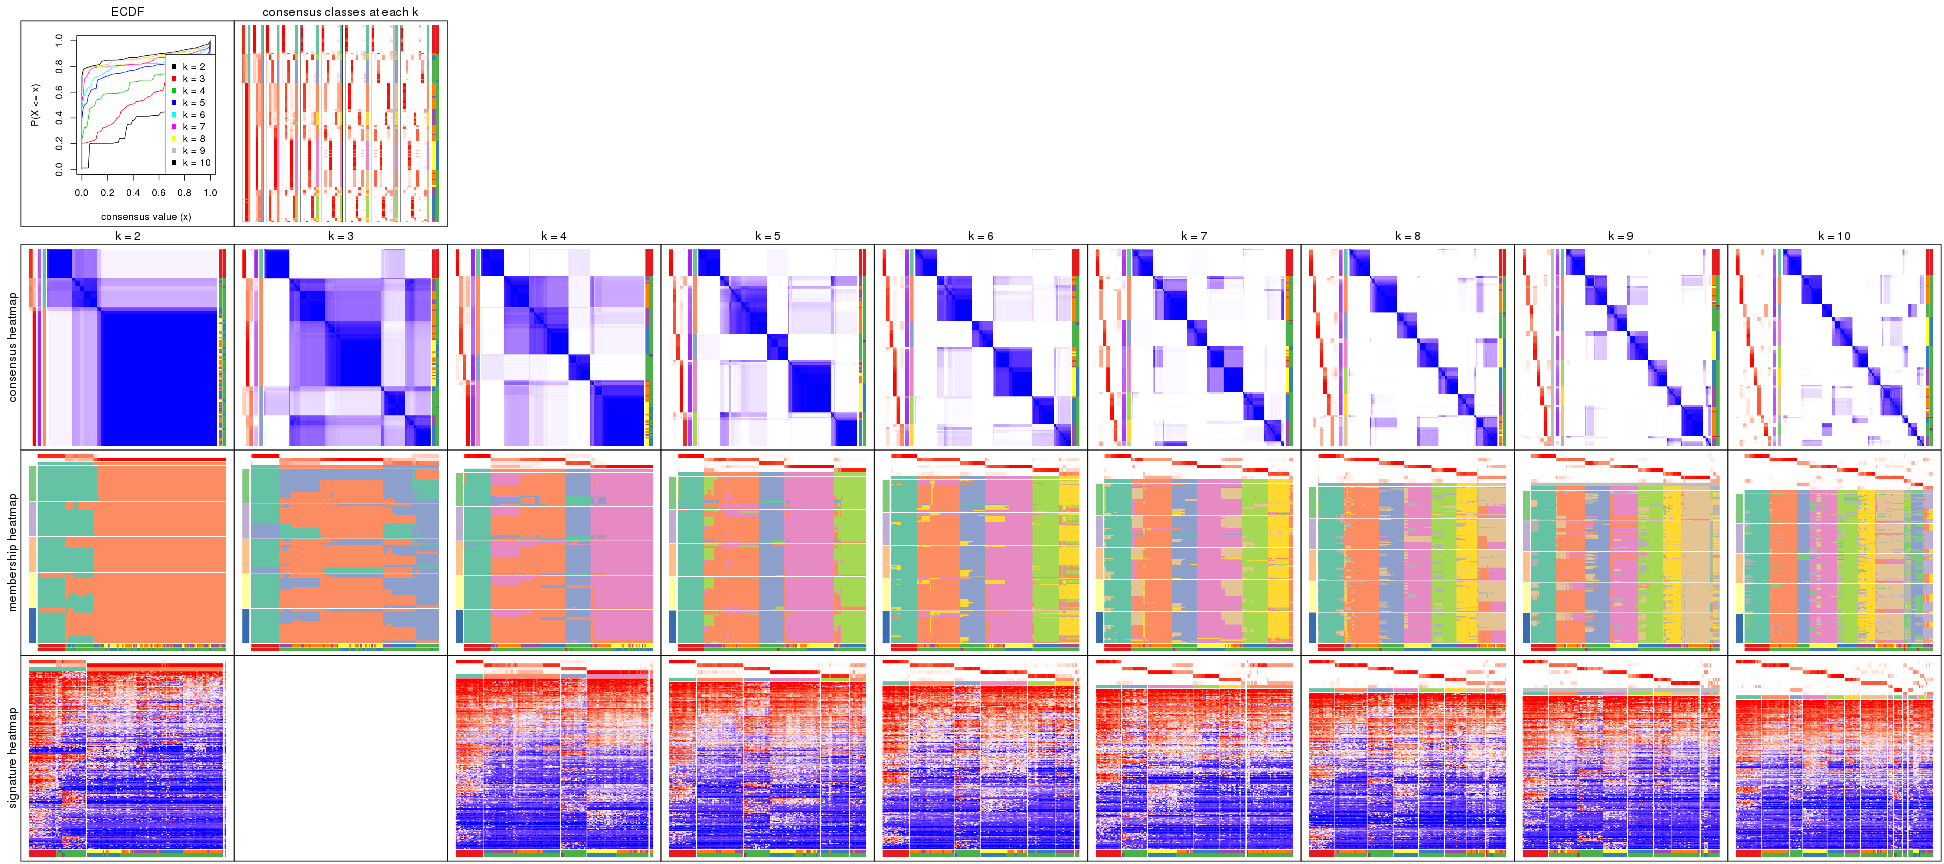 ECDF
consensus classes at each k
P(X <= x)
0.0 0.2 0.4 0.6 0.8 1.0
k = 2
k = 3
k = 4
k = 5
k = 6
k = 7
k = 8
k = 9
k = 10
0.0 0.2 0.4 0.6 0.8 1.0
consensus value (x)
k = 2 k = 3 k = 4 k = 5 k = 6 k = 7 k = 8 k = 9 k = 10
consensus heatmap
membership heatmap
signature heatmap